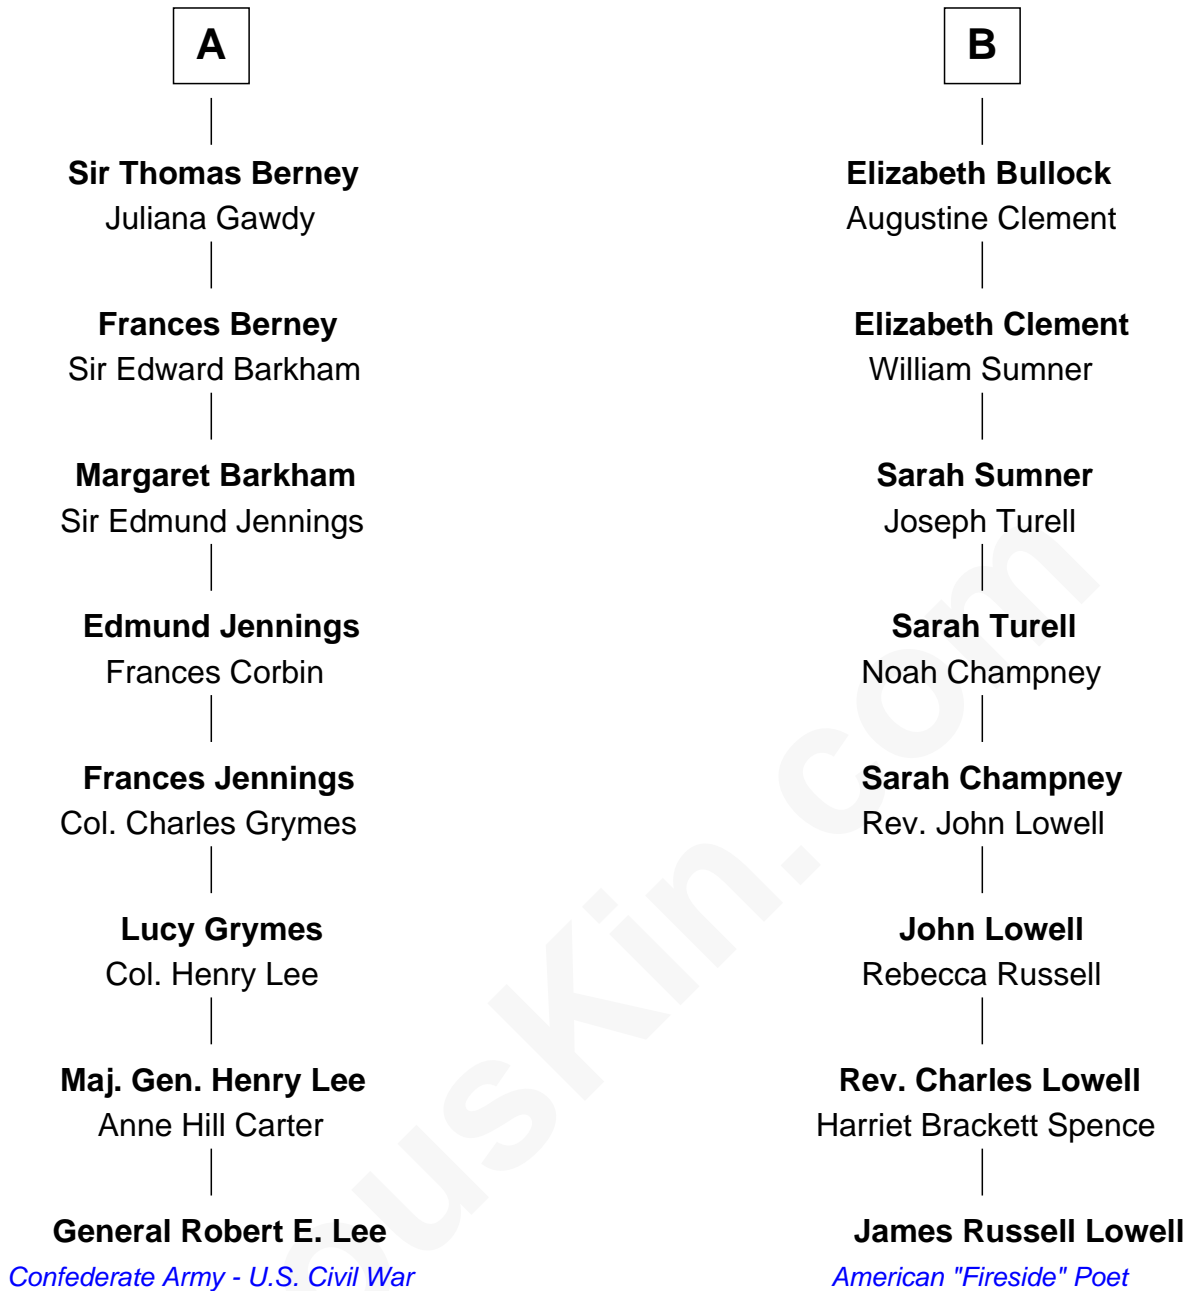 A
Sir Thomas Berney
Juliana Gawdy
Frances Berney
Sir Edward Barkham
Margaret Barkham
Sir Edmund Jennings
Edmund Jennings
Frances Corbin
Frances Jennings
Col. Charles Grymes
Lucy Grymes
Col. Henry Lee
Maj. Gen. Henry Lee
Anne Hill Carter
General Robert E. Lee
Confederate Army - U.S. Civil War
B
Elizabeth Bullock
Augustine Clement
Elizabeth Clement
William Sumner
Sarah Sumner
Joseph Turell
Sarah Turell
Noah Champney
Sarah Champney
Rev. John Lowell
John Lowell
Rebecca Russell
Rev. Charles Lowell
Harriet Brackett Spence
James Russell Lowell
American "Fireside" Poet